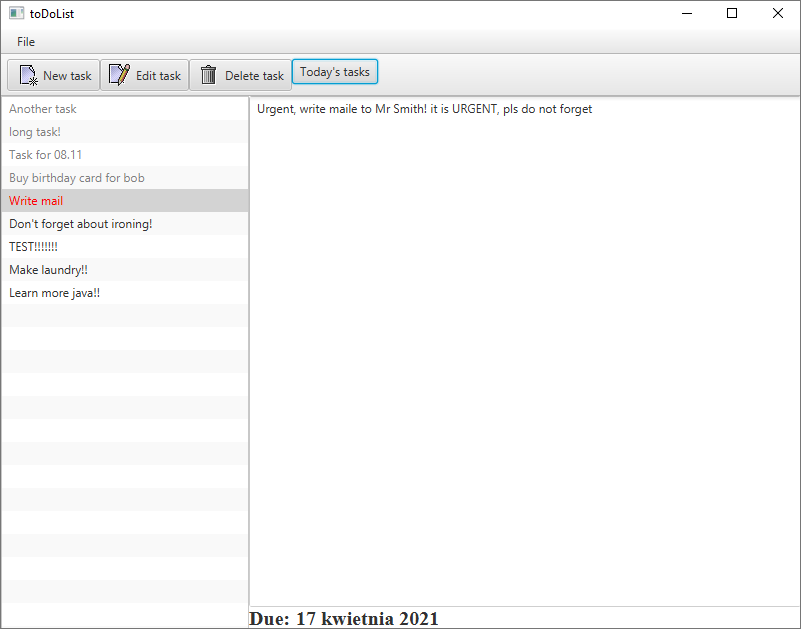 toDoList
File
New task Edit task Delete task Today's tasks
Another task
long task!
Task for 08.11
Buy birthday card for bob
Write mail
Don't forget about ironing!
TEST!!!!!!!
Make laundry!!
Learn more java!!
Urgent, write maile to Mr Smith! it is URGENT, pls do not forget
Due: 17 kwietnia 2021